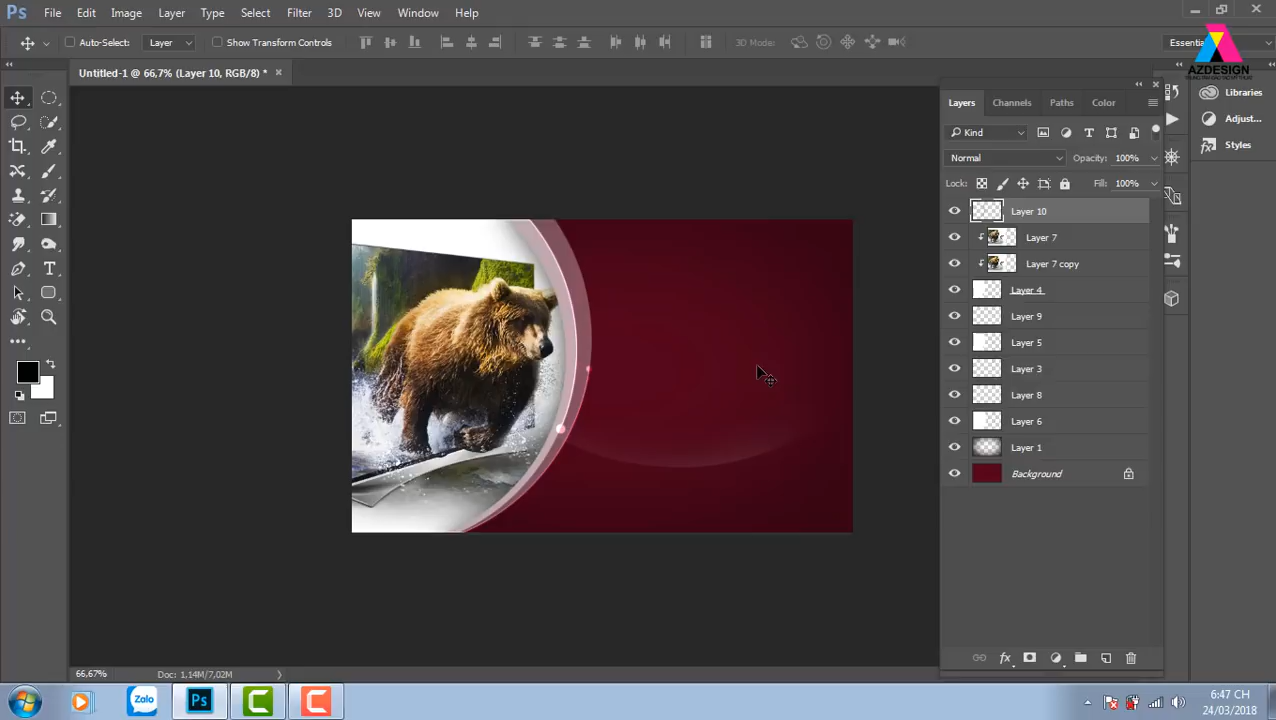 Ps File Edit Image Layer Type Select Filter 3D View Window Help
Auto-Select: Layer Show Transform Controls 3D Mode: Essentia
AZDESIGN
Untitled-1 @ 66,7% (Layer 10, RGB/8) *
Layers Channels Paths Color
Libraries
Adjust...
Styles
Kind
Normal Opacity: 100%
Lock: Fill: 100%
Layer 10
Layer 7
Layer 7 copy
Layer 4
Layer 9
Layer 5
Layer 3
Layer 8
Layer 6
Layer 1
Background
fx
66,67% Doc: 1,14M/7,02M
Zalo
Ps
6:47 CH
24/03/2018